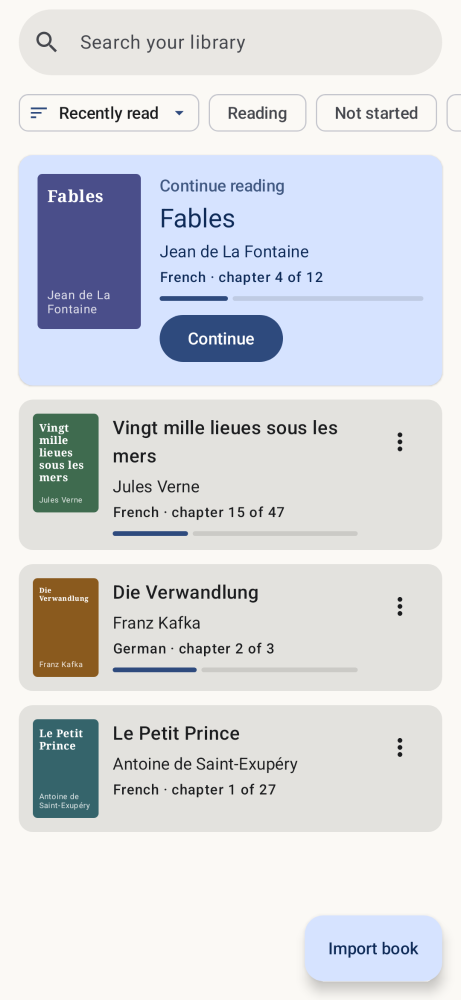 Search your library
Recently read
Reading
Not started
Fables
Jean de La
Fontaine
Continue reading
Fables
Jean de La Fontaine
French · chapter 4 of 12
Continue
Vingt
mille
lieues
sous les
mers
Jules Verne
Vingt mille lieues sous les
mers
Jules Verne
French · chapter 15 of 47
Die
Verwandlung
Franz Kafka
Die Verwandlung
Franz Kafka
German · chapter 2 of 3
Le Petit
Prince
Antoine de
Saint-Exupéry
Le Petit Prince
Antoine de Saint-Exupéry
French · chapter 1 of 27
Import book